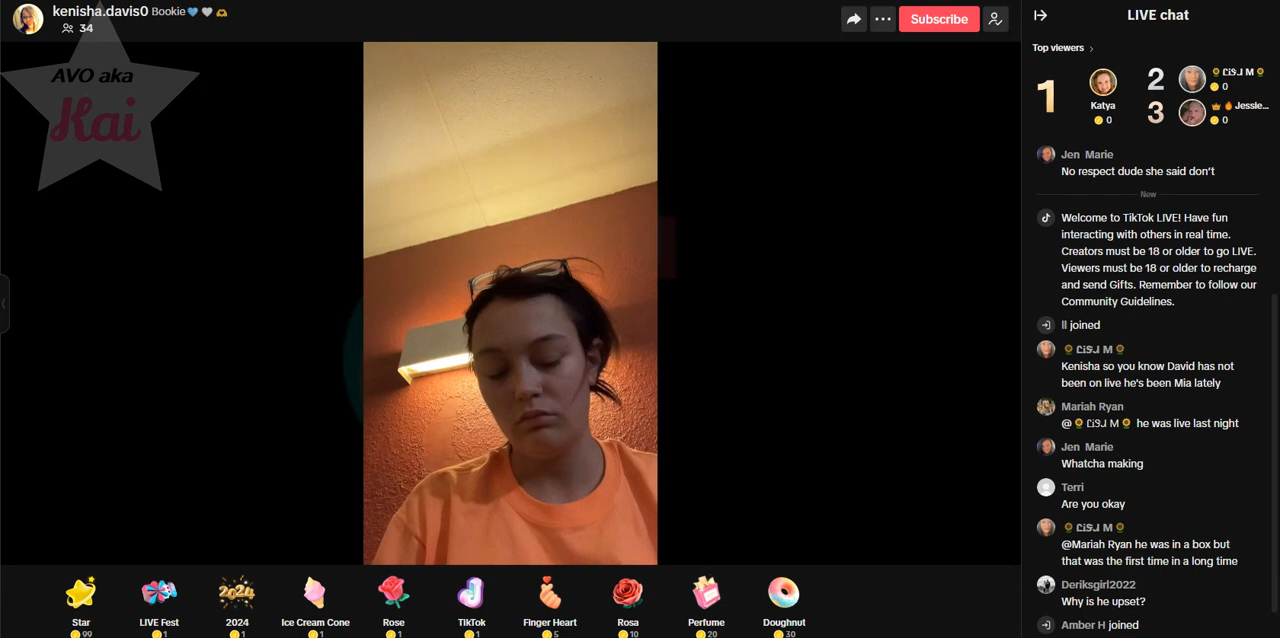 kenisha.davis0 Bookie💙🤍🫶
34
Subscribe
AVO aka
Kai
LIVE chat
Top viewers
1
Katya
0
2
🌻 M 🌻
0
3
👑🔥 Jessie...
0
Jen Marie
No respect dude she said don't
New
Welcome to TikTok LIVE! Have fun
interacting with others in real time.
Creators must be 18 or older to go LIVE.
Viewers must be 18 or older to recharge
and send Gifts. Remember to follow our
Community Guidelines.
ll joined
🌻 M 🌻
Kenisha so you know David has not
been on live he's been Mia lately
Mariah Ryan
@🌻 M 🌻 he was live last night
Jen Marie
Whatcha making
Terri
Are you okay
🌻 M 🌻
@Mariah Ryan he was in a box but
that was the first time in a long time
Deriksgirl2022
Why is he upset?
Amber H joined
2024
Star
LIVE Fest
2024
Ice Cream Cone
Rose
TikTok
Finger Heart
Rosa
Perfume
Doughnut
99
1
1
1
1
1
5
10
20
30